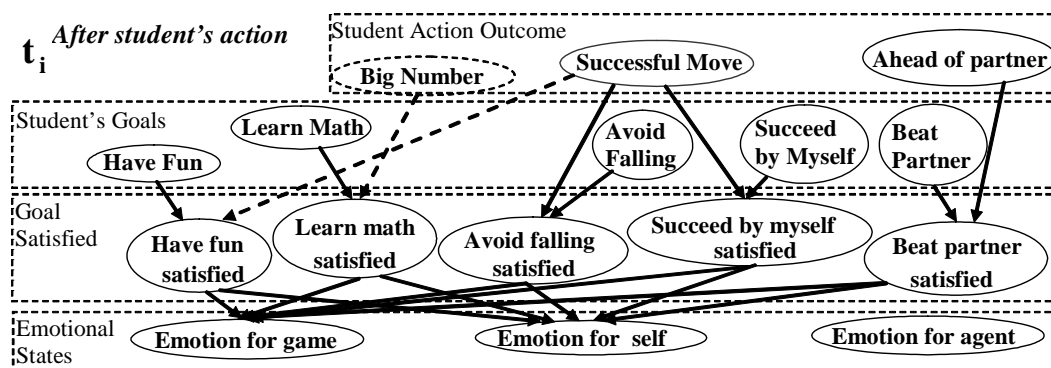 t i After student's action
Student Action Outcome
Big Number
Successful Move
Ahead of partner
Student's Goals
Learn Math
Have Fun
Avoid
Falling
Succeed
by Myself
Beat
Partner
Goal
Satisfied
Have fun
satisfied
Learn math
satisfied
Avoid falling
satisfied
Succeed by myself
satisfied
Beat partner
satisfied
Emotional
States
Emotion for game
Emotion for self
Emotion for agent